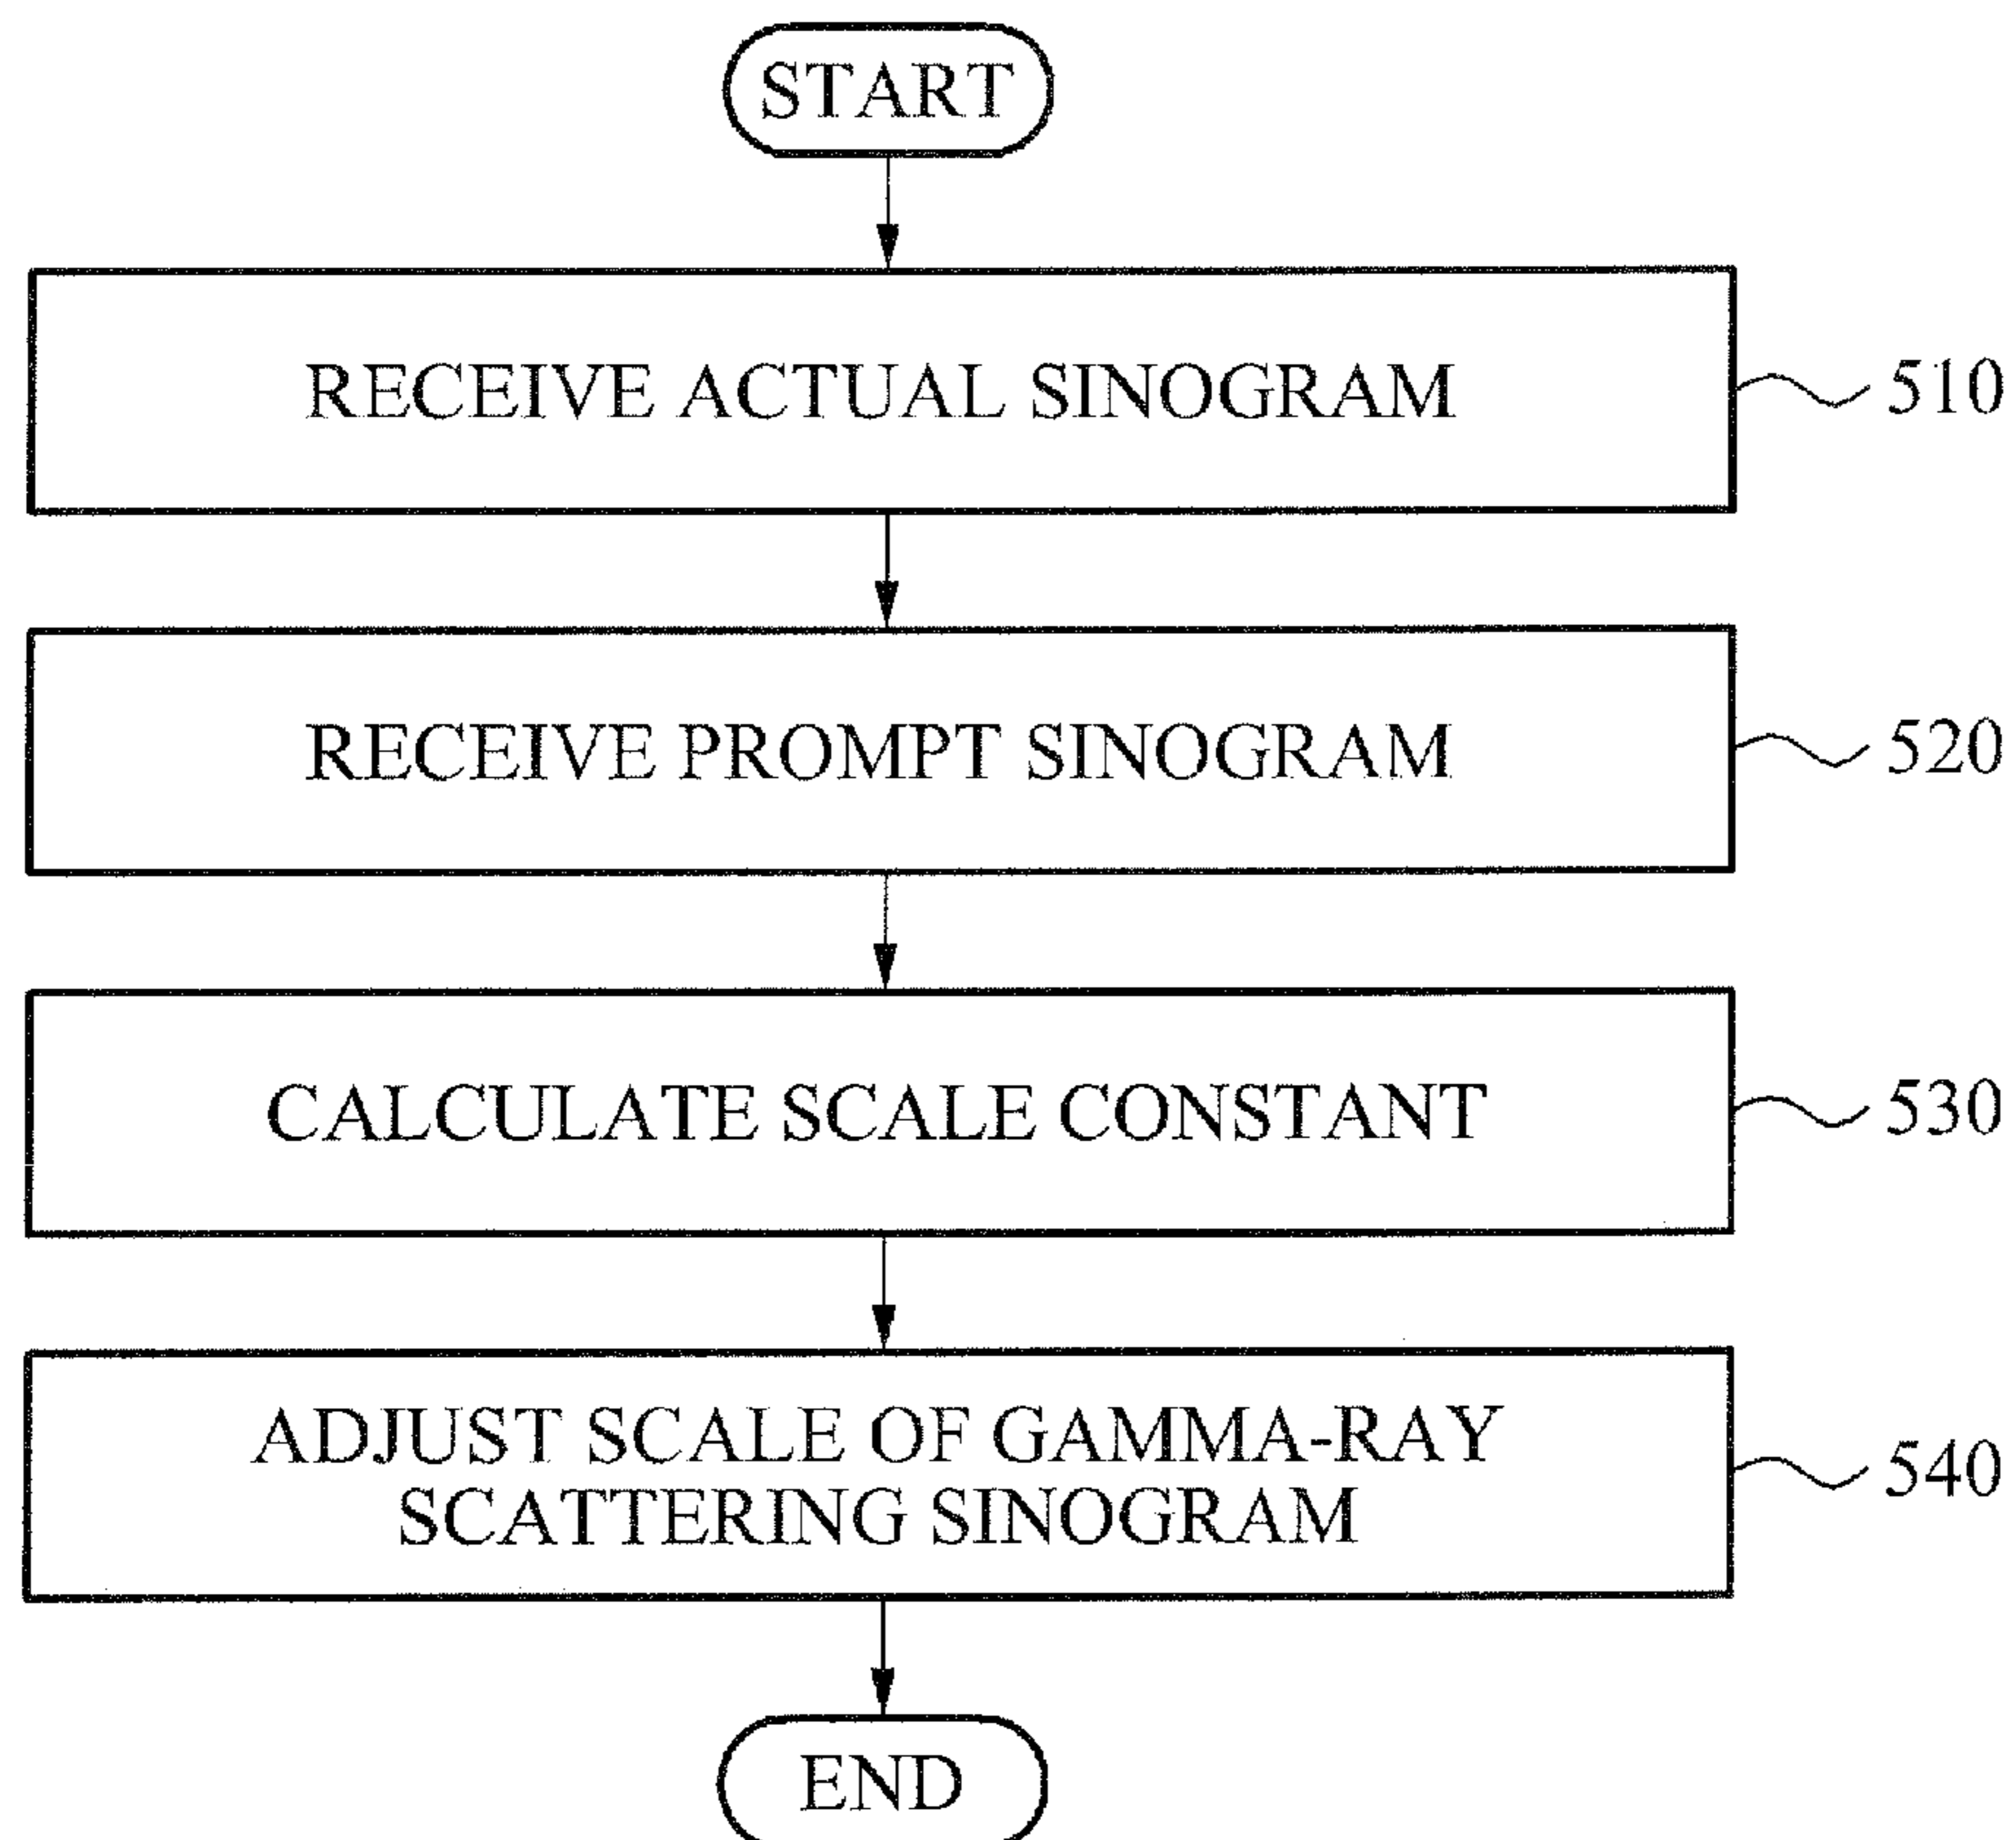 START
RECEIVE ACTUAL SINOGRAM
510
RECEIVE PROMPT SINOGRAM
520
CALCULATE SCALE CONSTANT
530
ADJUST SCALE OF GAMMA-RAY
SCATTERING SINOGRAM
540
END